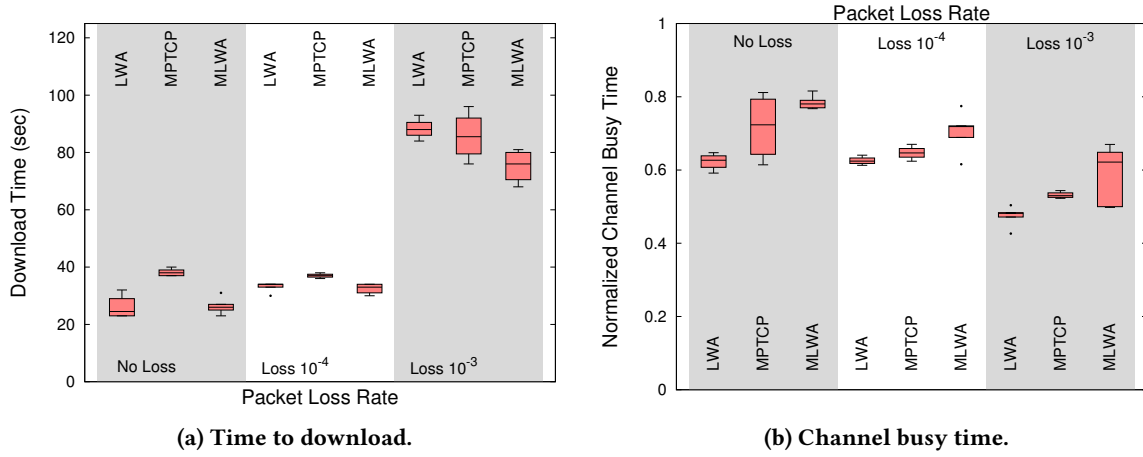 120
100
80
60
40
20
0
Download Time (sec)
LWA
MPTCP
MLWA
LWA
MPTCP
MLWA
LWA
MPTCP
MLWA
No Loss
Loss 10⁻⁴
Loss 10⁻³
Packet Loss Rate
(a) Time to download.
Packet Loss Rate
1
0.8
0.6
0.4
0.2
0
Normalized Channel Busy Time
No Loss
Loss 10⁻⁴
Loss 10⁻³
LWA
MPTCP
MLWA
LWA
MPTCP
MLWA
LWA
MPTCP
MLWA
(b) Channel busy time.